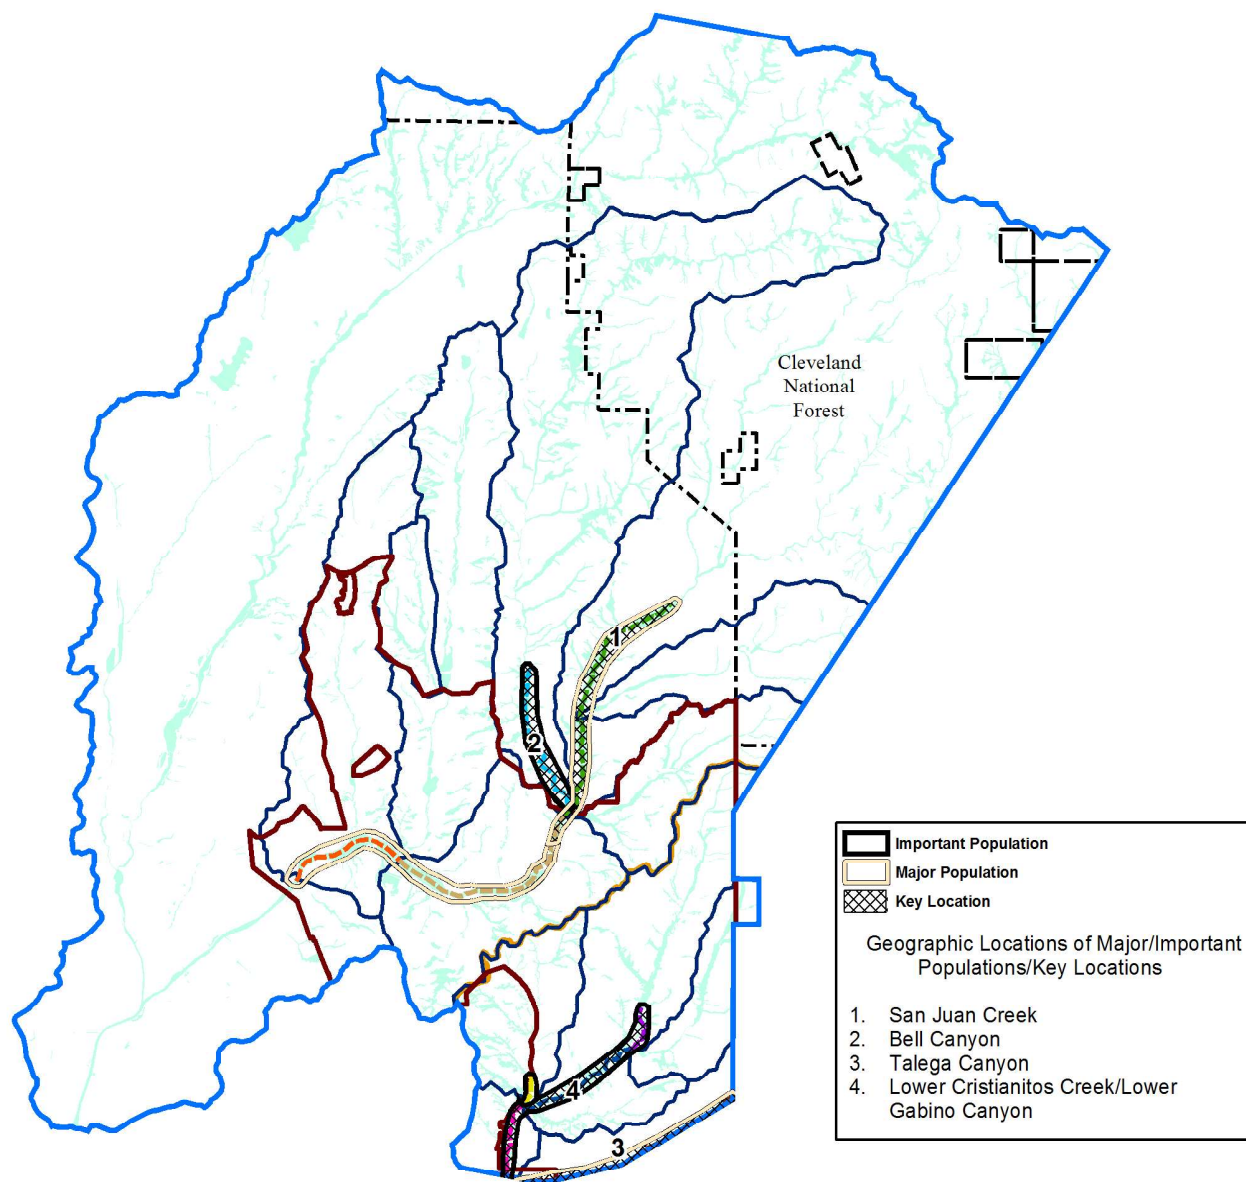 Cleveland
National
Forest
1
2
4
3
Important Population
Major Population
Key Location
Geographic Locations of Major/Important
Populations/Key Locations
1. San Juan Creek
2. Bell Canyon
3. Talega Canyon
4. Lower Cristianitos Creek/Lower
Gabino Canyon